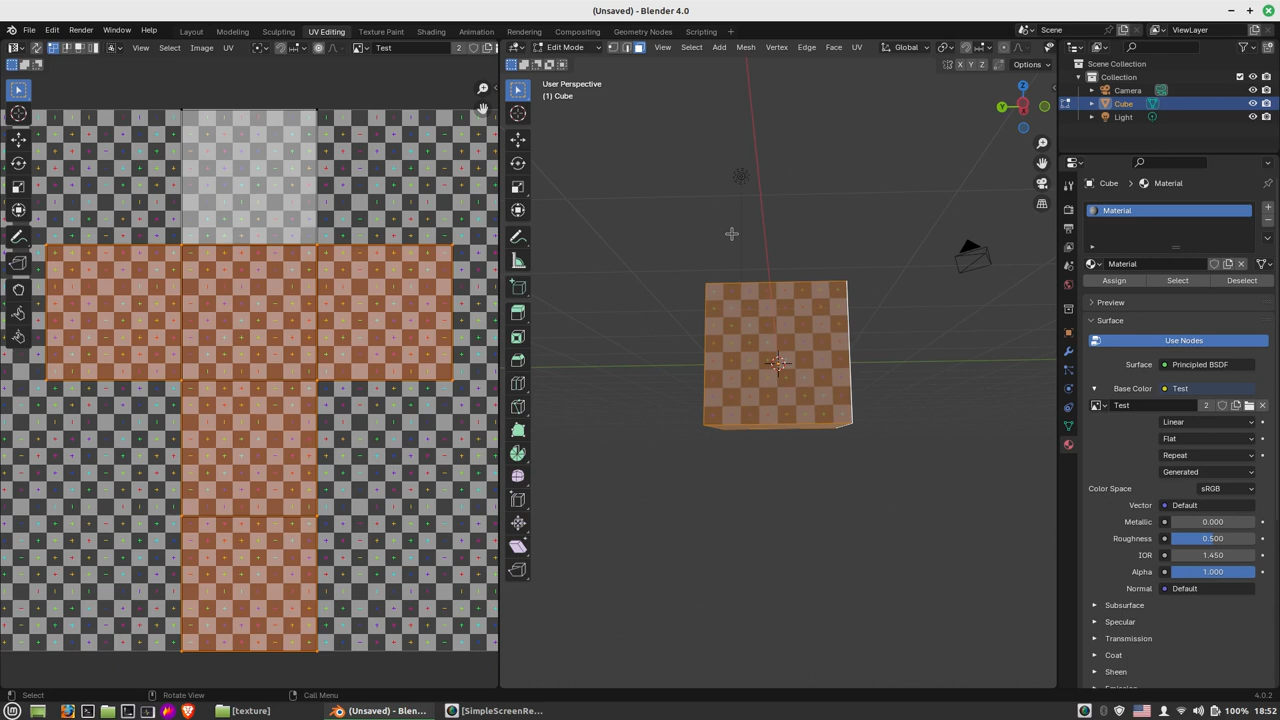 (Unsaved) - Blender 4.0
File Edit Render Window Help Layout Modeling Sculpting UV Editing Texture Paint Shading Animation Rendering Compositing Geometry Nodes Scripting Scene ViewLayer
View Select Image UV Test 2
Edit Mode View Select Add Mesh Vertex Edge Face UV Global
X Y Z Options
User Perspective
(1) Cube
Z
Y
Scene Collection
Collection
Camera
Cube
Light
Cube Material
Material
Material
Assign Select Deselect
Preview
Surface
Use Nodes
Surface Principled BSDF
Base Color Test
Test 2
Linear
Flat
Repeat
Generated
Color Space sRGB
Vector Default
Metallic 0.000
Roughness 0.500
IOR 1.450
Alpha 1.000
Normal Default
Subsurface
Specular
Transmission
Coat
Sheen
Select Rotate View Call Menu 4.0.2
[texture] (Unsaved) - Blen... [SimpleScreenRe... 100% 18:52